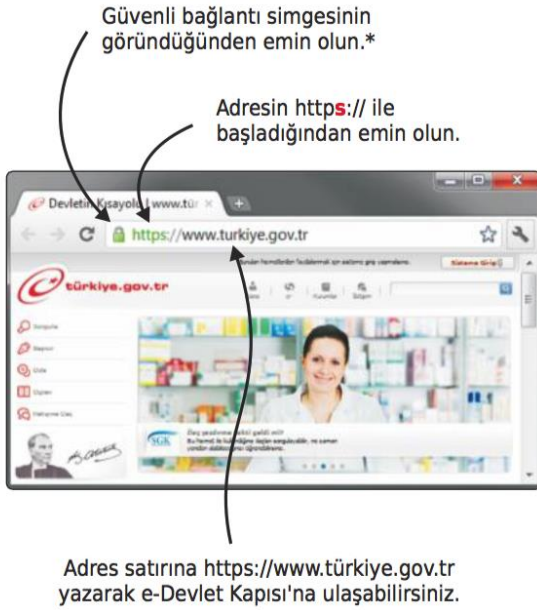 Güvenli bağlantı simgesinin
göründüğünden emin olun.*
Adresin https:// ile
başladığından emin olun.
Devletin Kısayolu | www.tür
https://www.turkiye.gov.tr
Sisteme Giriş
türkiye.gov.tr
SGK
Adres satırına https://www.türkiye.gov.tr
yazarak e-Devlet Kapısı'na ulaşabilirsiniz.